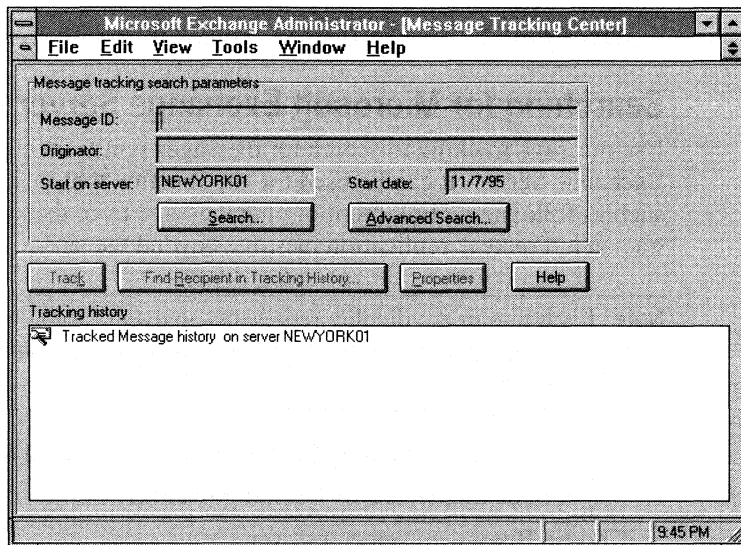 Microsoft Exchange Administrator - [Message Tracking Center]
File Edit View Tools Window Help
Message tracking search parameters
Message ID:
Originator:
Start on server: NEWYORK01 Start date: 11/7/95
Search... Advanced Search...
Track Find Recipient in Tracking History... Properties Help
Tracking history
Tracked Message history on server NEWYORK01
9:45 PM